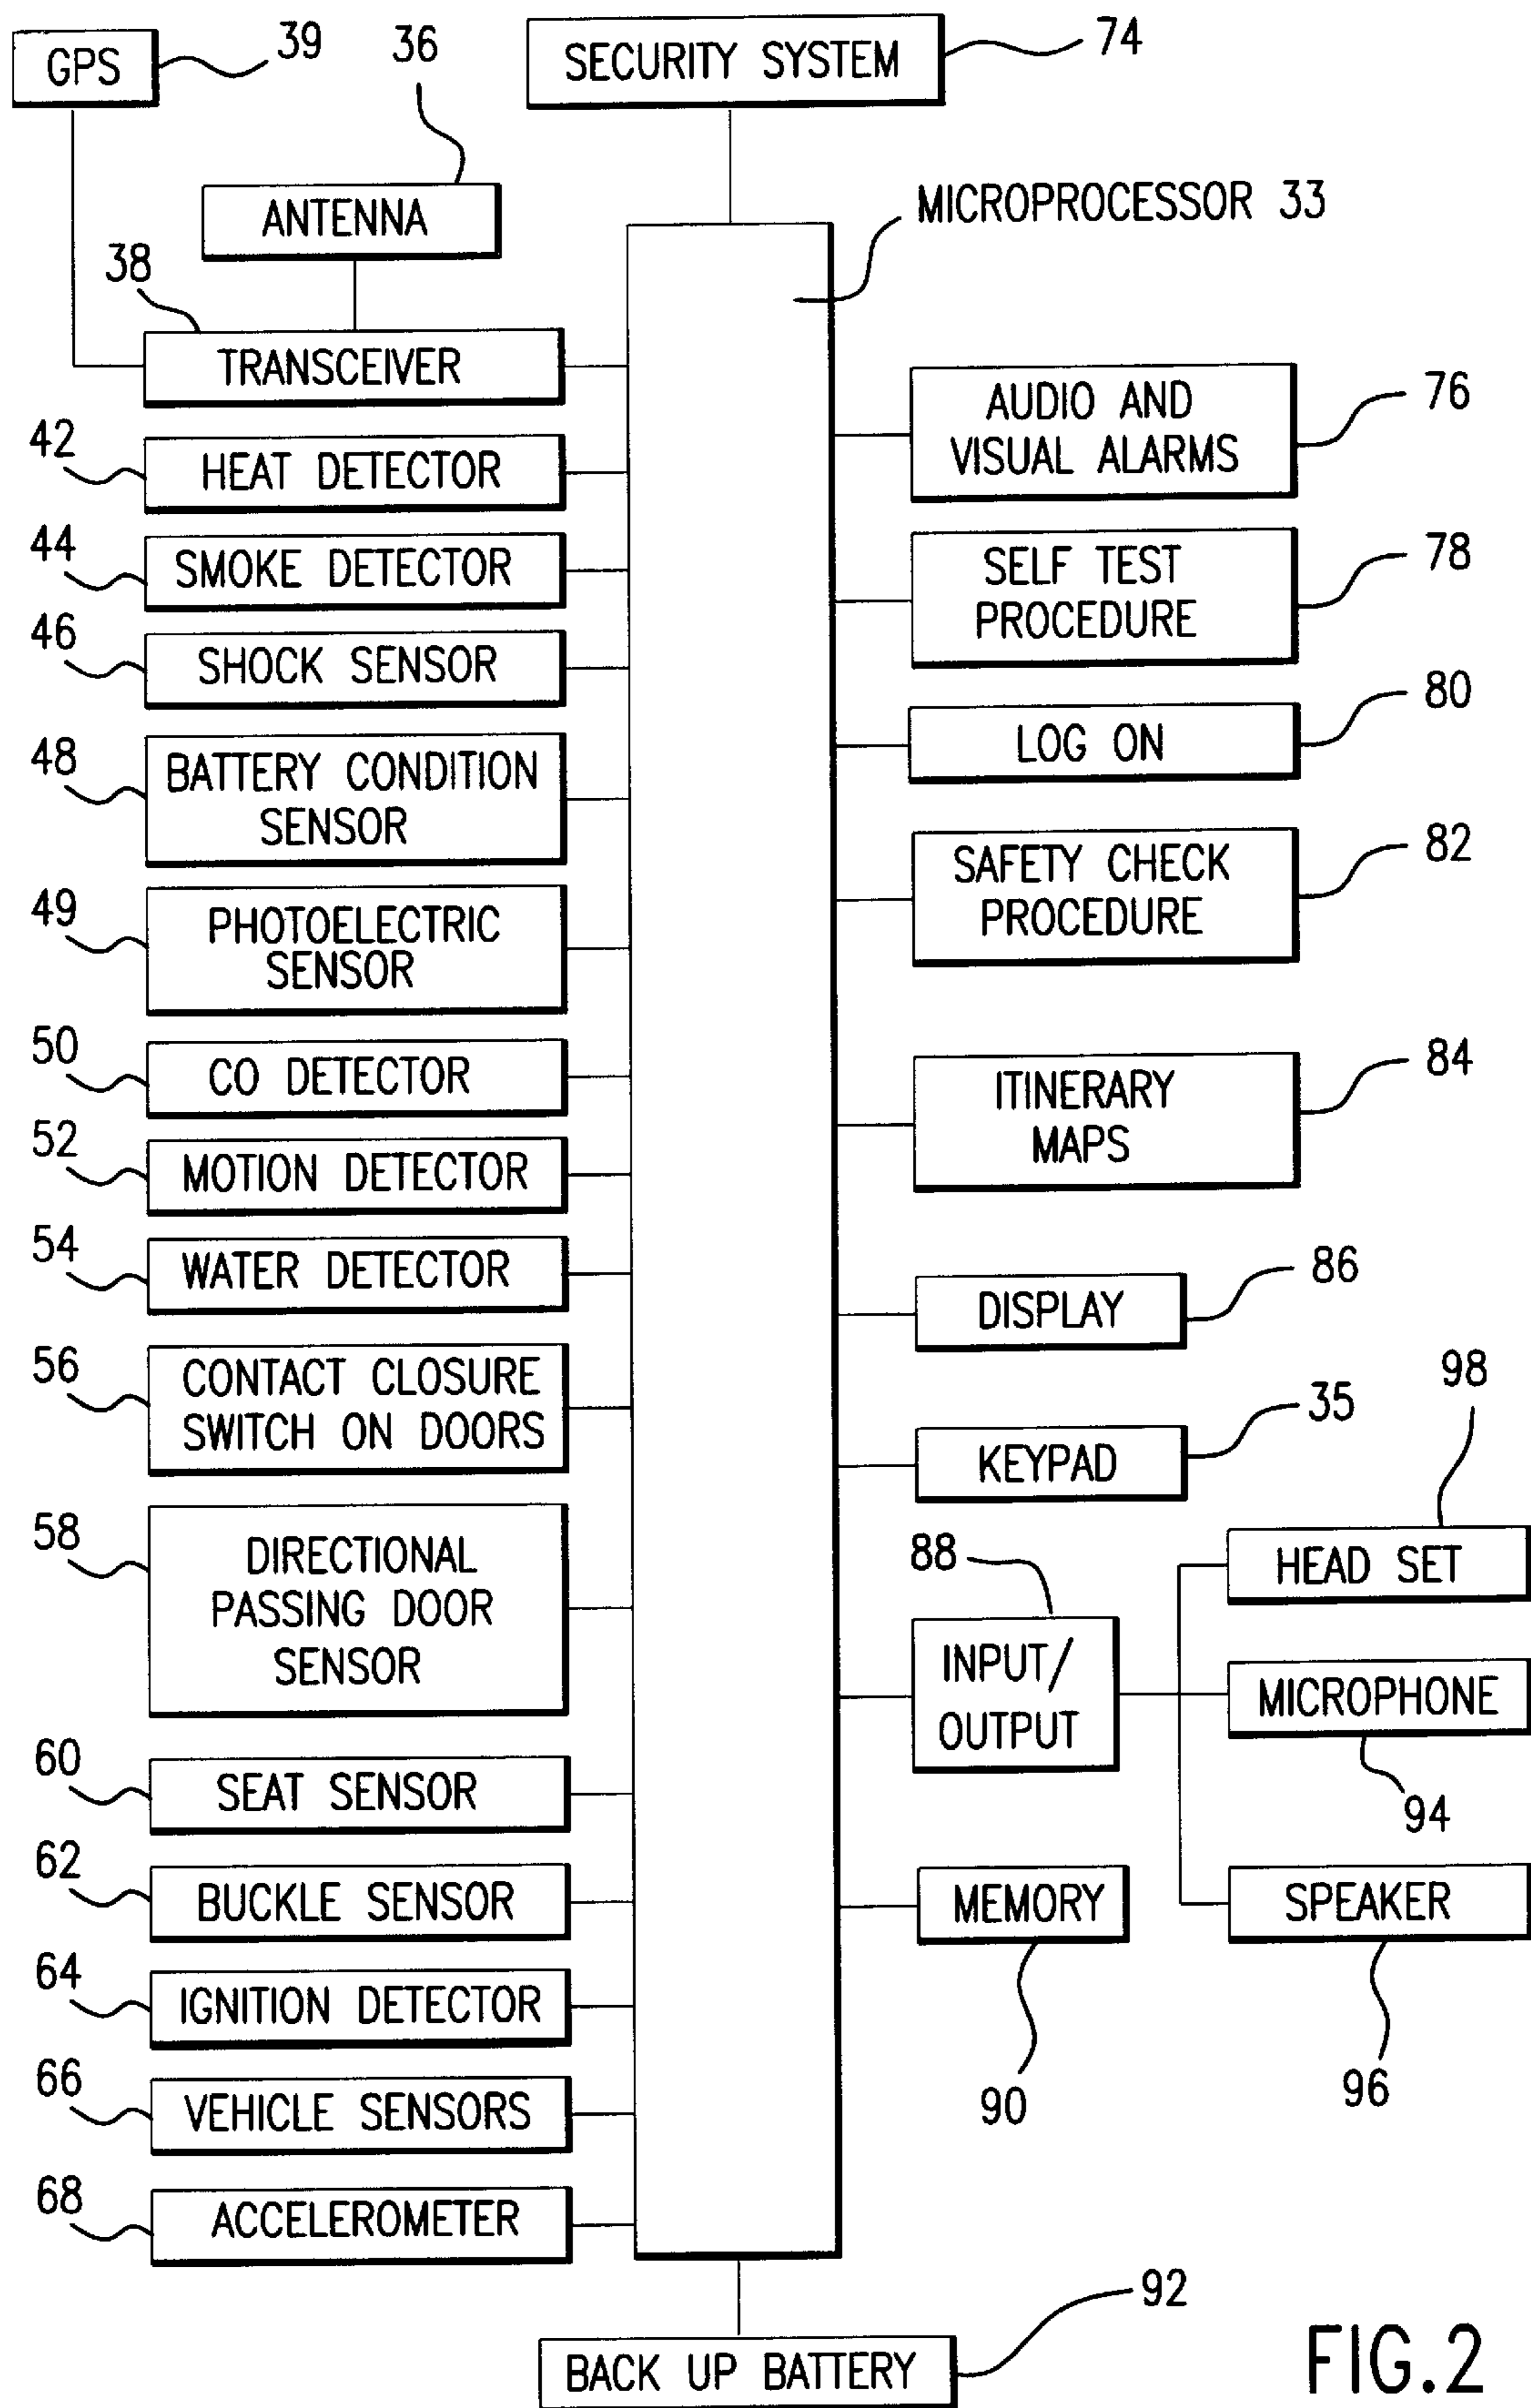 GPS
39
36
SECURITY SYSTEM
74
ANTENNA
MICROPROCESSOR 33
38
TRANSCEIVER
42
HEAT DETECTOR
44
SMOKE DETECTOR
46
SHOCK SENSOR
48
BATTERY CONDITION
SENSOR
49
PHOTOELECTRIC
SENSOR
50
CO DETECTOR
52
MOTION DETECTOR
54
WATER DETECTOR
56
CONTACT CLOSURE
SWITCH ON DOORS
58
DIRECTIONAL
PASSING DOOR
SENSOR
60
SEAT SENSOR
62
BUCKLE SENSOR
64
IGNITION DETECTOR
66
VEHICLE SENSORS
68
ACCELEROMETER
AUDIO AND
VISUAL ALARMS
76
SELF TEST
PROCEDURE
78
LOG ON
80
SAFETY CHECK
PROCEDURE
82
ITINERARY
MAPS
84
DISPLAY
86
KEYPAD
35
88
INPUT/
OUTPUT
98
HEAD SET
MICROPHONE
94
SPEAKER
96
MEMORY
90
BACK UP BATTERY
92
FIG.2